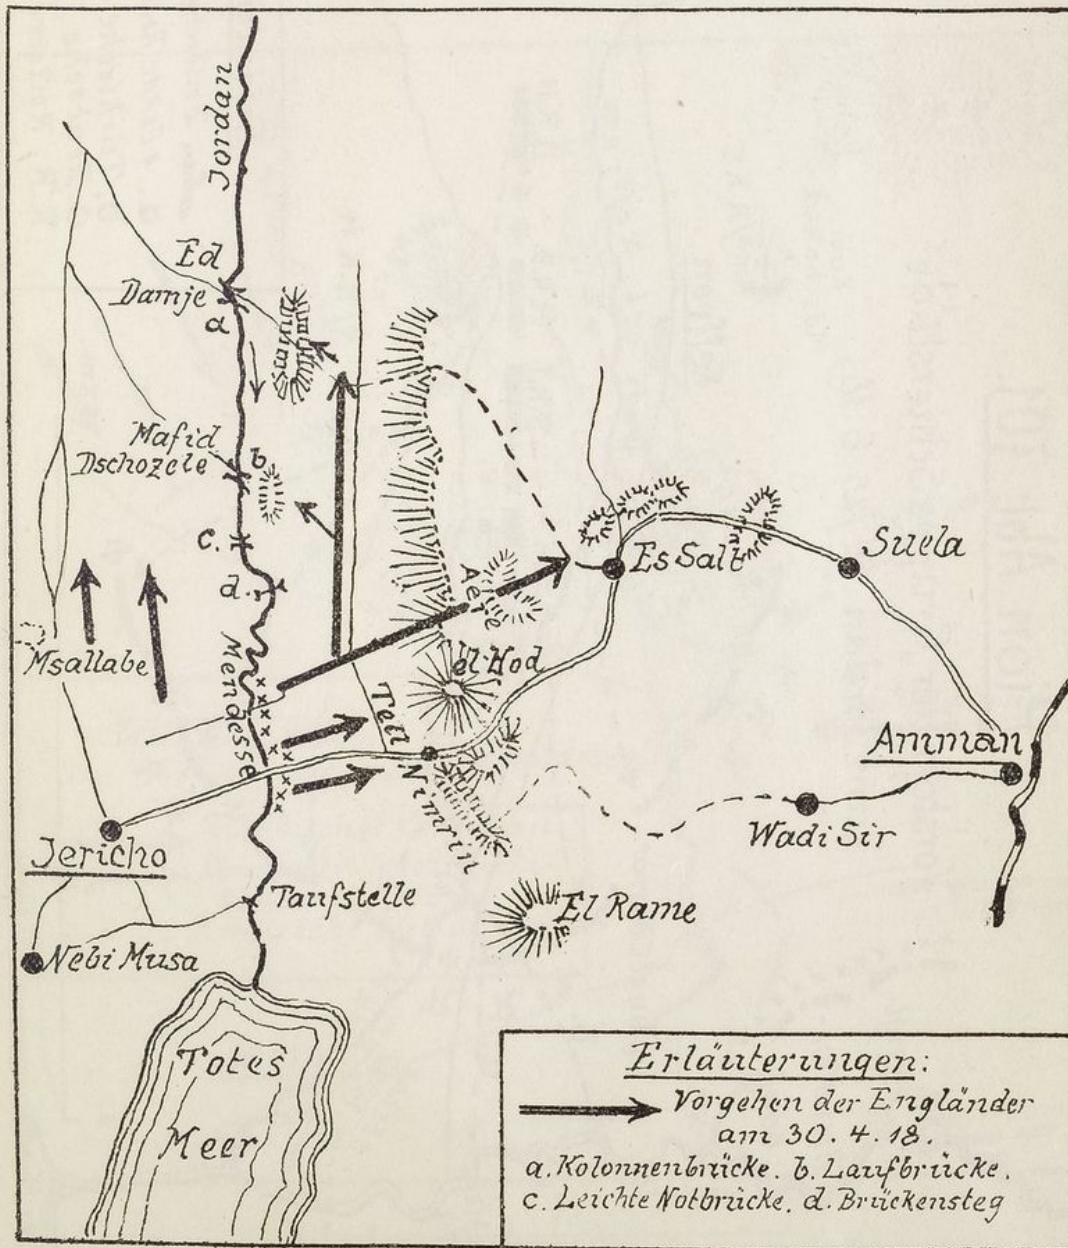 Jordan
Ed
Damje
a
Mafid
Dschozele
b
c.
d.
Es Salt
Suela
Aere
Msallabe
Mendesse
el Hod
Tell
Nimrin
Amman
Wadi Sir
Jericho
Taufstelle
El Rame
Nebi Musa
Totes
Meer
Erläuterungen:
Vorgehen der Engländer
am 30. 4. 18.
a. Kolonnenbrücke. b. Laufbrücke.
c. Leichte Notbrücke. d. Brückensteg